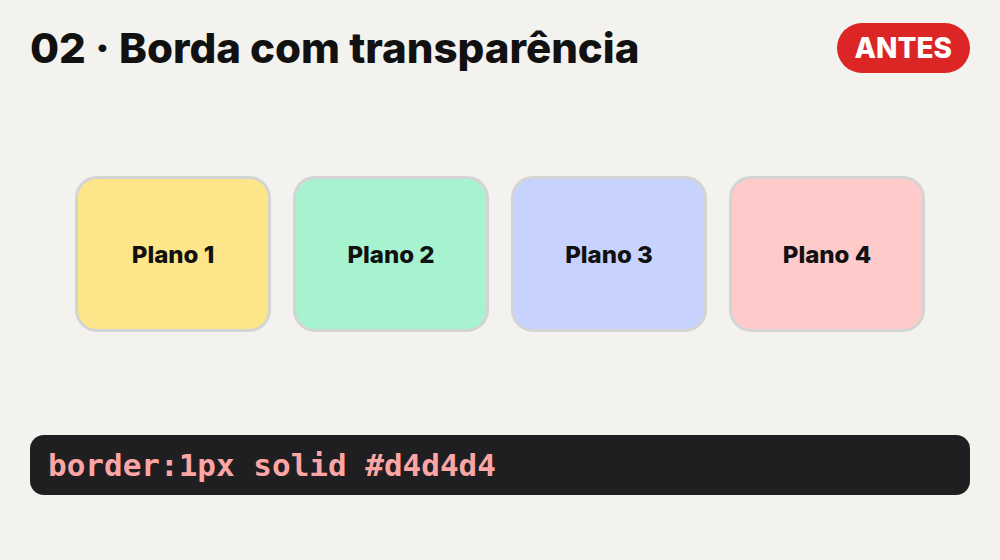 02 · Borda com transparência
ANTES
Plano 1
Plano 2
Plano 3
Plano 4
border:1px solid #d4d4d4